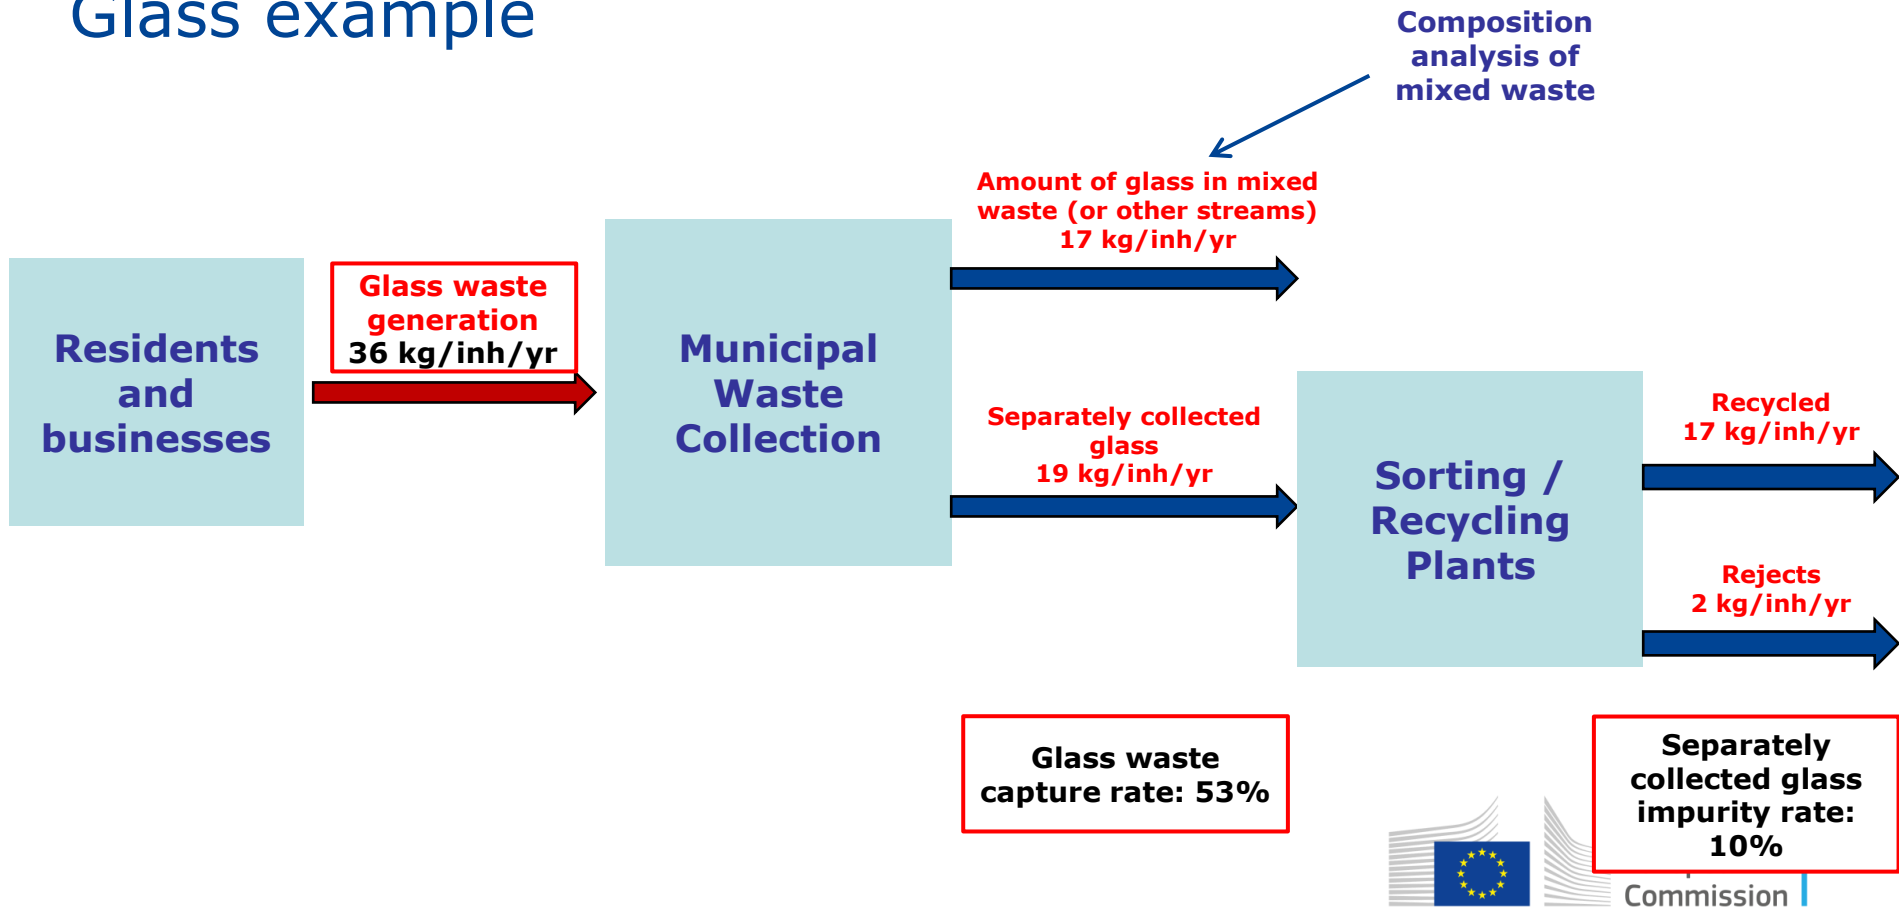 Glass example
Composition
analysis of
mixed waste
Amount of glass in mixed
waste (or other streams)
17 kg/inh/yr
Glass waste
generation
36 kg/inh/yr
Residents
and
businesses
Municipal
Waste
Collection
Separately collected
glass
19 kg/inh/yr
Sorting /
Recycling
Plants
Recycled
17 kg/inh/yr
Rejects
2 kg/inh/yr
Glass waste
capture rate: 53%
Separately
collected glass
impurity rate:
10%
Commission